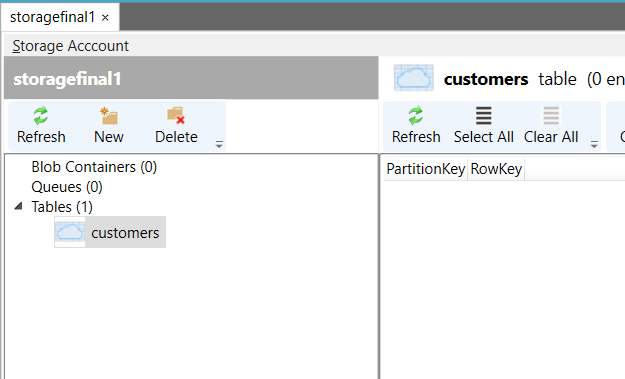 storagefinal1 ×
Storage Acccount
storagefinal1
customers table (0 en
Refresh New Delete
Refresh Select All Clear All
Blob Containers (0)
Queues (0)
Tables (1)
customers
PartitionKey RowKey